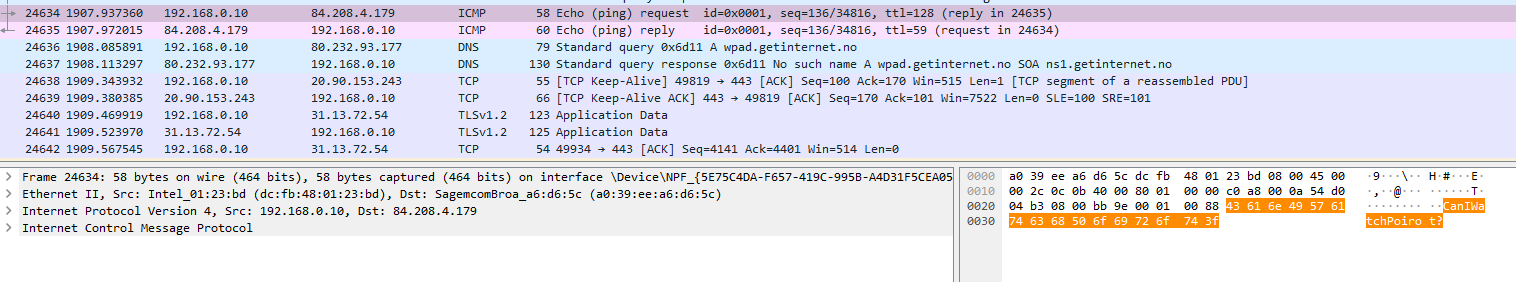 24634 1907.937360 192.168.0.10 84.208.4.179 ICMP 58 Echo (ping) request id=0x0001, seq=136/34816, ttl=128 (reply in 24635)
24635 1907.972015 84.208.4.179 192.168.0.10 ICMP 60 Echo (ping) reply id=0x0001, seq=136/34816, ttl=59 (request in 24634)
24636 1908.085891 192.168.0.10 80.232.93.177 DNS 79 Standard query 0x6d11 A wpad.getinternet.no
24637 1908.113297 80.232.93.177 192.168.0.10 DNS 130 Standard query response 0x6d11 No such name A wpad.getinternet.no SOA ns1.getinternet.no
24638 1909.343932 192.168.0.10 20.90.153.243 TCP 55 [TCP Keep-Alive] 49819 → 443 [ACK] Seq=100 Ack=170 Win=515 Len=1 [TCP segment of a reassembled PDU]
24639 1909.380385 20.90.153.243 192.168.0.10 TCP 66 [TCP Keep-Alive ACK] 443 → 49819 [ACK] Seq=170 Ack=101 Win=7522 Len=0 SLE=100 SRE=101
24640 1909.469919 192.168.0.10 31.13.72.54 TLSv1.2 123 Application Data
24641 1909.523970 31.13.72.54 192.168.0.10 TLSv1.2 125 Application Data
24642 1909.567545 192.168.0.10 31.13.72.54 TCP 54 49934 → 443 [ACK] Seq=4141 Ack=4401 Win=514 Len=0
Frame 24634: 58 bytes on wire (464 bits), 58 bytes captured (464 bits) on interface \Device\NPF_{5E75C4DA-F657-419C-995B-A4D31F5CEA05
Ethernet II, Src: Intel_01:23:bd (dc:fb:48:01:23:bd), Dst: SagemcomBroa_a6:d6:5c (a0:39:ee:a6:d6:5c)
Internet Protocol Version 4, Src: 192.168.0.10, Dst: 84.208.4.179
Internet Control Message Protocol
0000 a0 39 ee a6 d6 5c dc fb 48 01 23 bd 08 00 45 00 ·9···\·· H·#···E·
0010 00 2c 0c 0b 40 00 80 01 00 00 c0 a8 00 0a 54 d0 ·,··@··· ······T·
0020 04 b3 08 00 bb 9e 00 01 00 88 43 61 6e 49 57 61 ········ ··CanIWa
0030 74 63 68 50 6f 69 72 6f 74 3f tchPoiro t?